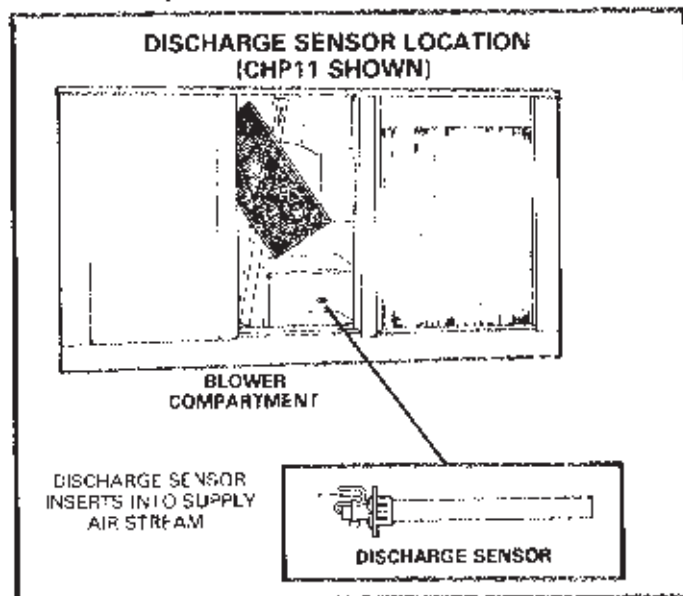 DISCHARGE SENSOR LOCATION
(CHP11 SHOWN)
BLOWER
COMPARTMENT
DISCHARGE SENSOR
INSERTS INTO SUPPLY
AIR STREAM
DISCHARGE SENSOR